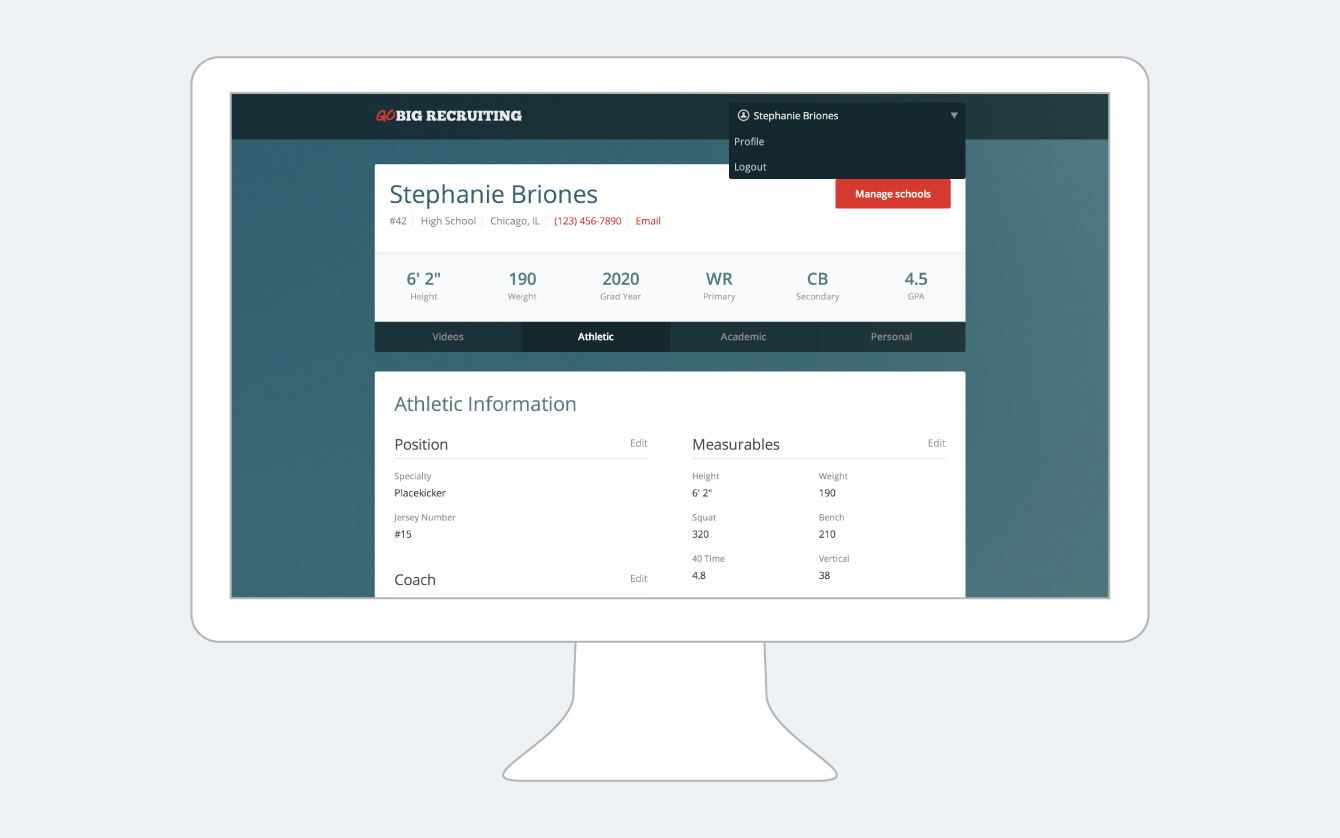 GOBIG RECRUITING
Stephanie Briones ▼
Profile
Logout
Stephanie Briones
Manage schools
#42 High School Chicago, IL (123) 456-7890 Email
6' 2" 190 2020 WR CB 4.5
Height Weight Grad Year Primary Secondary GPA
Videos Athletic Academic Personal
Athletic Information
Position Edit
Specialty
Placekicker
Jersey Number
#15
Coach Edit
Measurables Edit
Height Weight
6' 2" 190
Squat Bench
320 210
40 Time Vertical
4.8 38